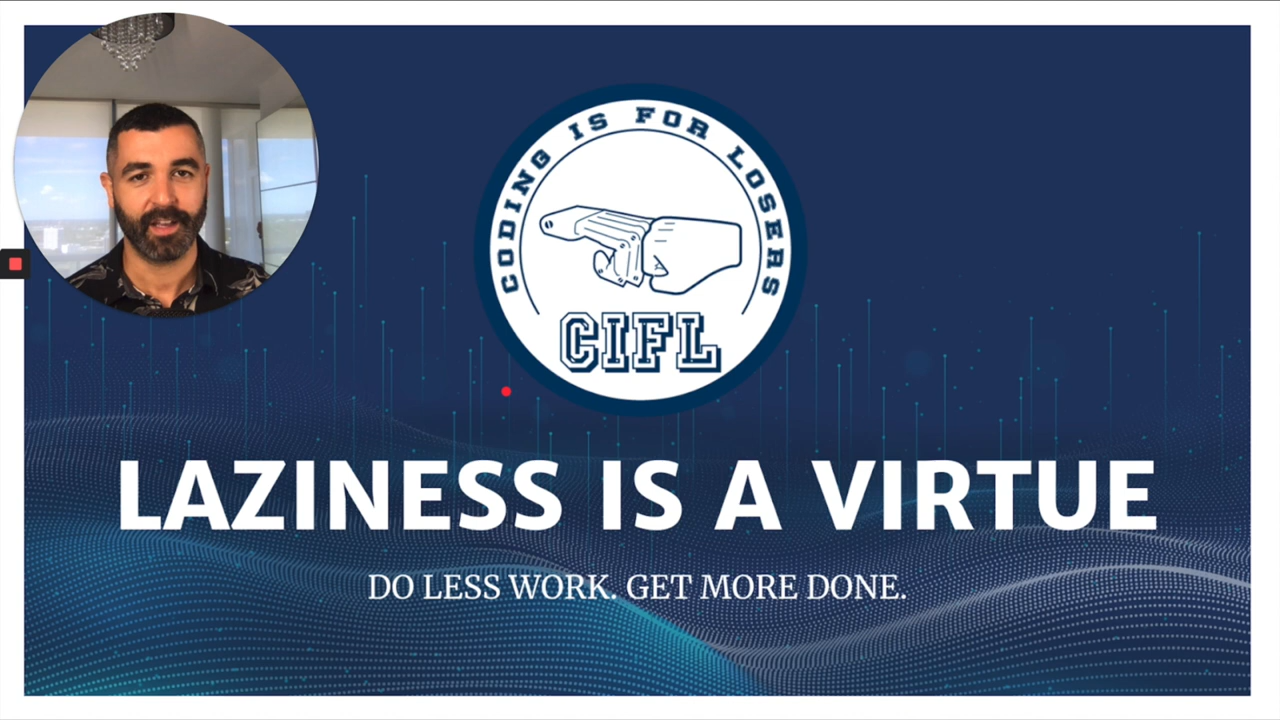 CODING IS FOR LOSERS
CIFL
LAZINESS IS A VIRTUE
DO LESS WORK. GET MORE DONE.